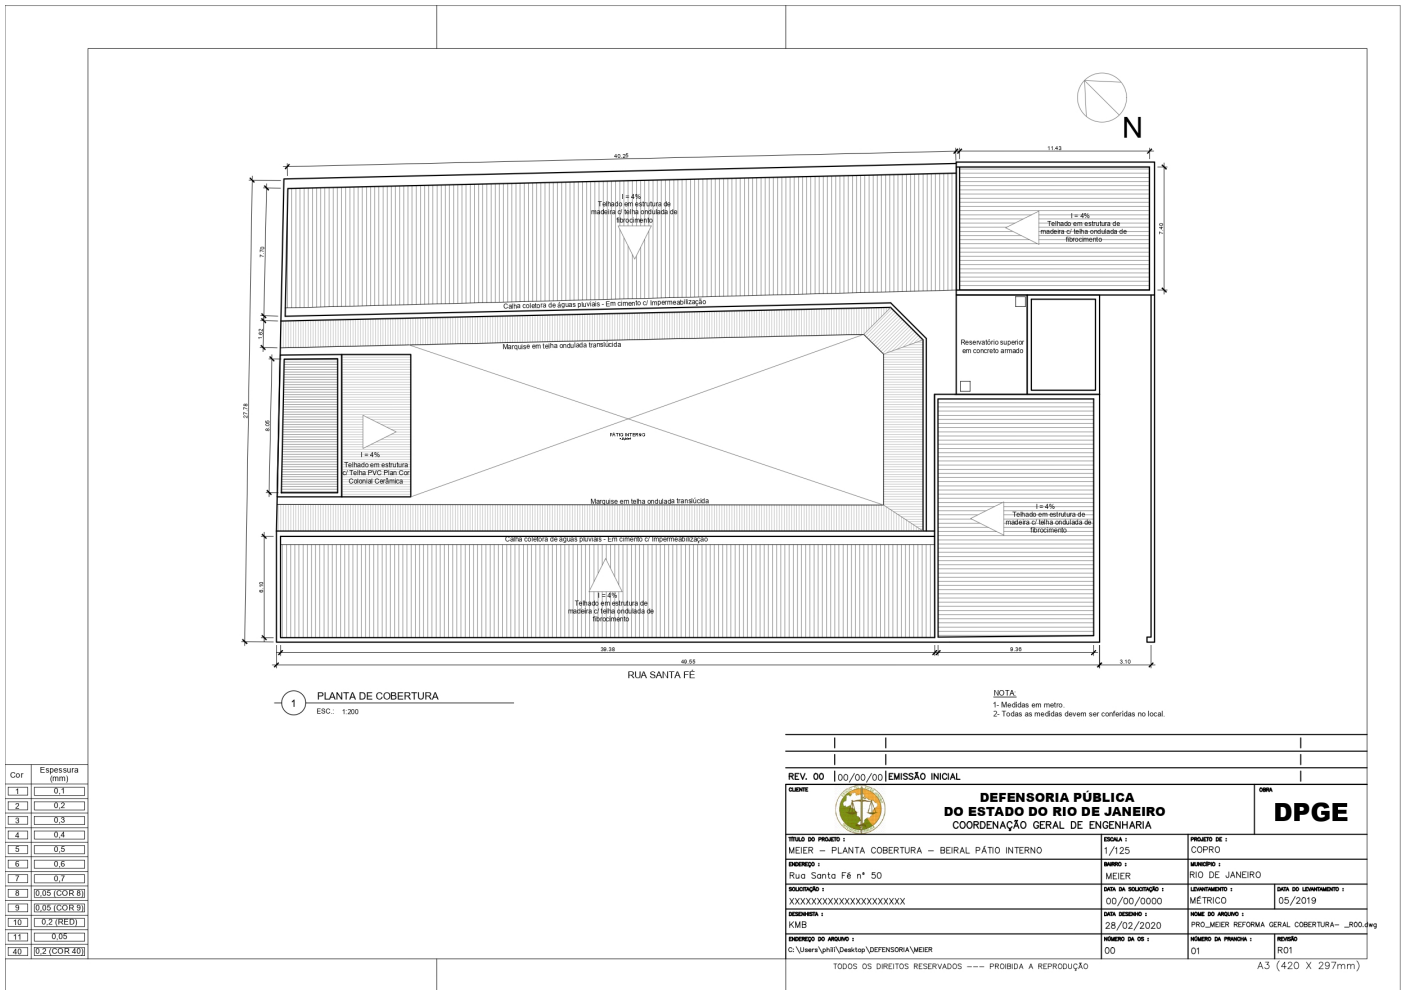 N
40.25
11.43
7.70
1.62
8.05
27.78
6.10
7.40
I = 4%
Telhado em estrutura de
madeira c/ telha ondulada de
fibrocimento
I = 4%
Telhado em estrutura de
madeira c/ telha ondulada de
fibrocimento
Calha coletora de águas pluviais - Em cimento c/ Impermeabilização
Marquise em telha ondulada translúcida
Reservatório superior
em concreto armado
PÁTIO INTERNO
I = 4%
Telhado em estrutura
c/ Telha PVC Plan Cor
Colonial Cerâmica
Marquise em telha ondulada translúcida
I = 4%
Telhado em estrutura de
madeira c/ telha ondulada de
fibrocimento
Calha coletora de águas pluviais - Em cimento c/ Impermeabilização
I = 4%
Telhado em estrutura de
madeira c/ telha ondulada de
fibrocimento
39.38
9.36
49.55
3.10
RUA SANTA FÉ
1
PLANTA DE COBERTURA
ESC.: 1:200
NOTA:
1- Medidas em metro.
2- Todas as medidas devem ser conferidas no local.
Cor Espessura
(mm)
1 0,1
2 0,2
3 0,3
4 0,4
5 0,5
6 0,6
7 0,7
8 0,05 (COR 8)
9 0,05 (COR 9)
10 0,2 (RED)
11 0,05
40 0,2 (COR 40)
REV. 00 00/00/00 EMISSÃO INICIAL
CLIENTE
DEFENSORIA PÚBLICA
DO ESTADO DO RIO DE JANEIRO
COORDENAÇÃO GERAL DE ENGENHARIA
OBRA
DPGE
TÍTULO DO PROJETO :
MEIER – PLANTA COBERTURA – BEIRAL PÁTIO INTERNO
ESCALA :
1/125
PROJETO DE :
COPRO
ENDEREÇO :
Rua Santa Fé n° 50
BAIRRO :
MEIER
MUNICÍPIO :
RIO DE JANEIRO
SOLICITAÇÃO :
XXXXXXXXXXXXXXXXXXXXX
DATA DA SOLICITAÇÃO :
00/00/0000
LEVANTAMENTO :
MÉTRICO
DATA DO LEVANTAMENTO :
05/2019
DESENHISTA :
KMB
DATA DESENHO :
28/02/2020
NOME DO ARQUIVO :
PRO_MEIER REFORMA GERAL COBERTURA- _R00.dwg
ENDEREÇO DO ARQUIVO :
C:\Users\phili\Desktop\DEFENSORIA\MEIER
NÚMERO DA OS :
00
NÚMERO DA PRANCHA :
01
REVISÃO
R01
TODOS OS DIREITOS RESERVADOS --- PROIBIDA A REPRODUÇÃO
A3 (420 X 297mm)